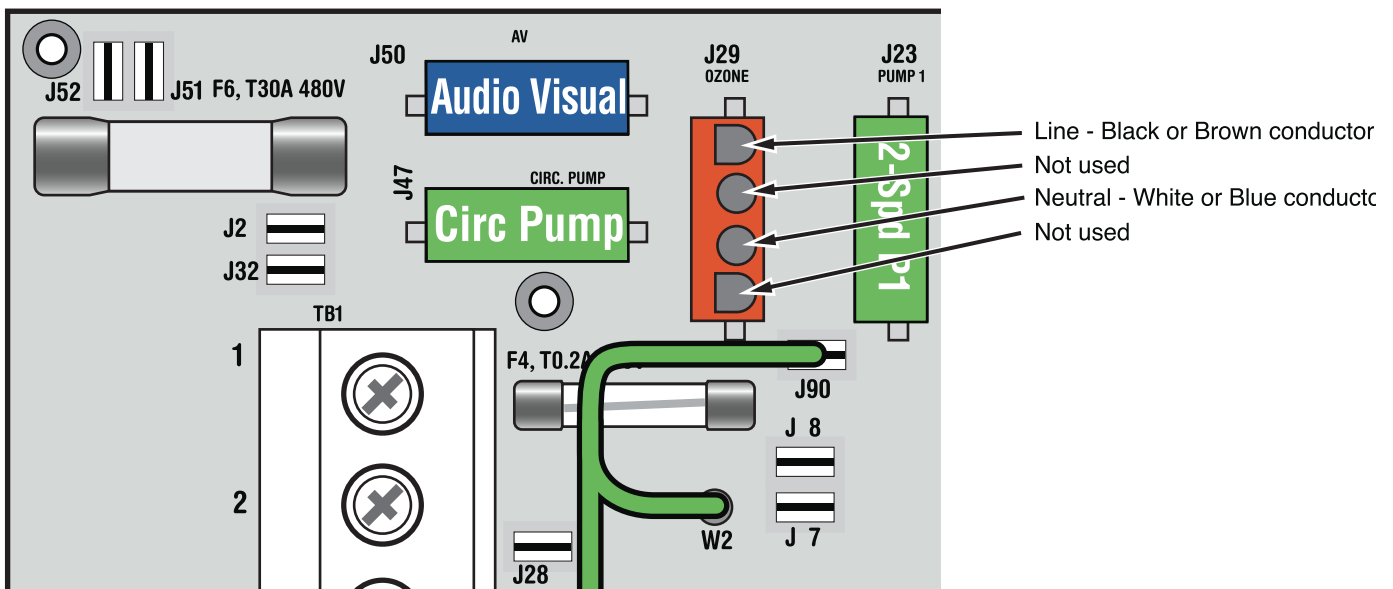 AV
J50
J29
OZONE
J23
PUMP 1
J52
J51
F6, T30A 480V
Audio Visual
Line - Black or Brown conductor
Not used
Neutral - White or Blue
Not used
2-Spd P1
J47
CIRC. PUMP
Circ Pump
J2
J32
TB1
1
F4,
J90
J 8
2
W2
J 7
J28